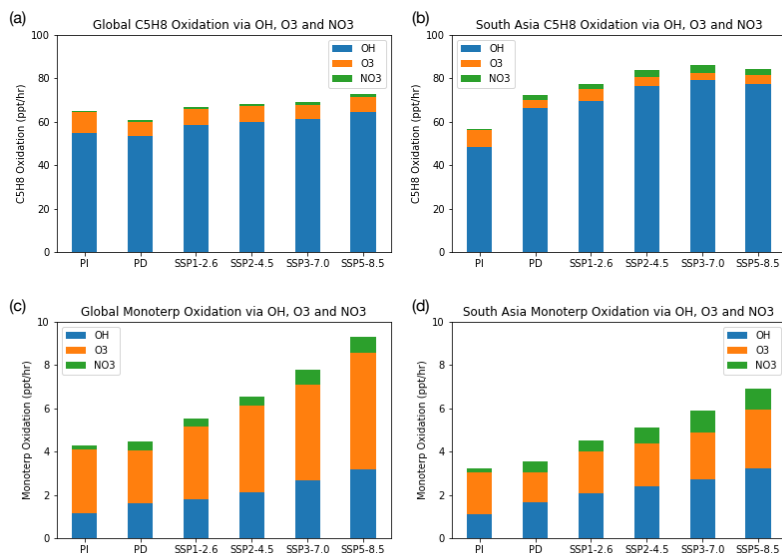 (a)
Global C5H8 Oxidation via OH, O3 and NO3
C5H8 Oxidation (ppt/hr)
100
80
60
40
20
0
OH
O3
NO3
PI PD SSP1-2.6 SSP2-4.5 SSP3-7.0 SSP5-8.5
(b)
South Asia C5H8 Oxidation via OH, O3 and NO3
C5H8 Oxidation (ppt/hr)
100
80
60
40
20
0
OH
O3
NO3
PI PD SSP1-2.6 SSP2-4.5 SSP3-7.0 SSP5-8.5
(c)
Global Monoterp Oxidation via OH, O3 and NO3
Monoterp Oxidation (ppt/hr)
10
8
6
4
2
0
OH
O3
NO3
PI PD SSP1-2.6 SSP2-4.5 SSP3-7.0 SSP5-8.5
(d)
South Asia Monoterp Oxidation via OH, O3 and NO3
Monoterp Oxidation (ppt/hr)
10
8
6
4
2
0
OH
O3
NO3
PI PD SSP1-2.6 SSP2-4.5 SSP3-7.0 SSP5-8.5